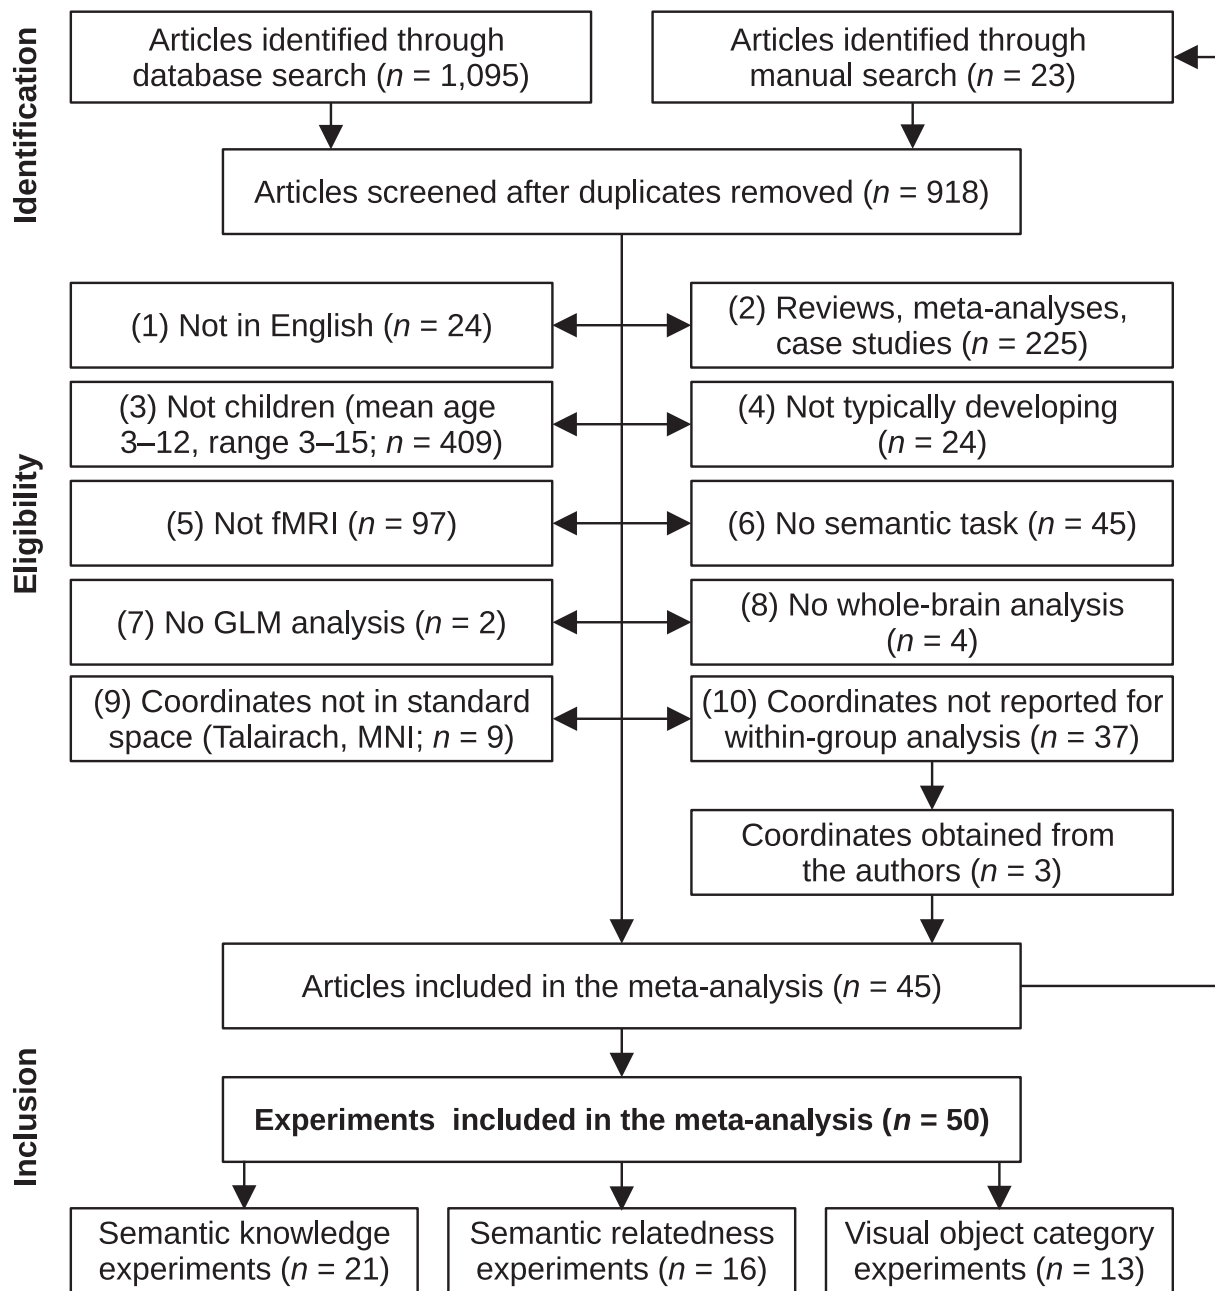 Identification
Articles identified through
database search (n = 1,095)
Articles identified through
manual search (n = 23)
Articles screened after duplicates removed (n = 918)
Eligibility
(1) Not in English (n = 24)
(2) Reviews, meta-analyses,
case studies (n = 225)
(3) Not children (mean age
3–12, range 3–15; n = 409)
(4) Not typically developing
(n = 24)
(5) Not fMRI (n = 97)
(6) No semantic task (n = 45)
(7) No GLM analysis (n = 2)
(8) No whole-brain analysis
(n = 4)
(9) Coordinates not in standard
space (Talairach, MNI; n = 9)
(10) Coordinates not reported for
within-group analysis (n = 37)
Coordinates obtained from
the authors (n = 3)
Inclusion
Articles included in the meta-analysis (n = 45)
Experiments included in the meta-analysis (n = 50)
Semantic knowledge
experiments (n = 21)
Semantic relatedness
experiments (n = 16)
Visual object category
experiments (n = 13)